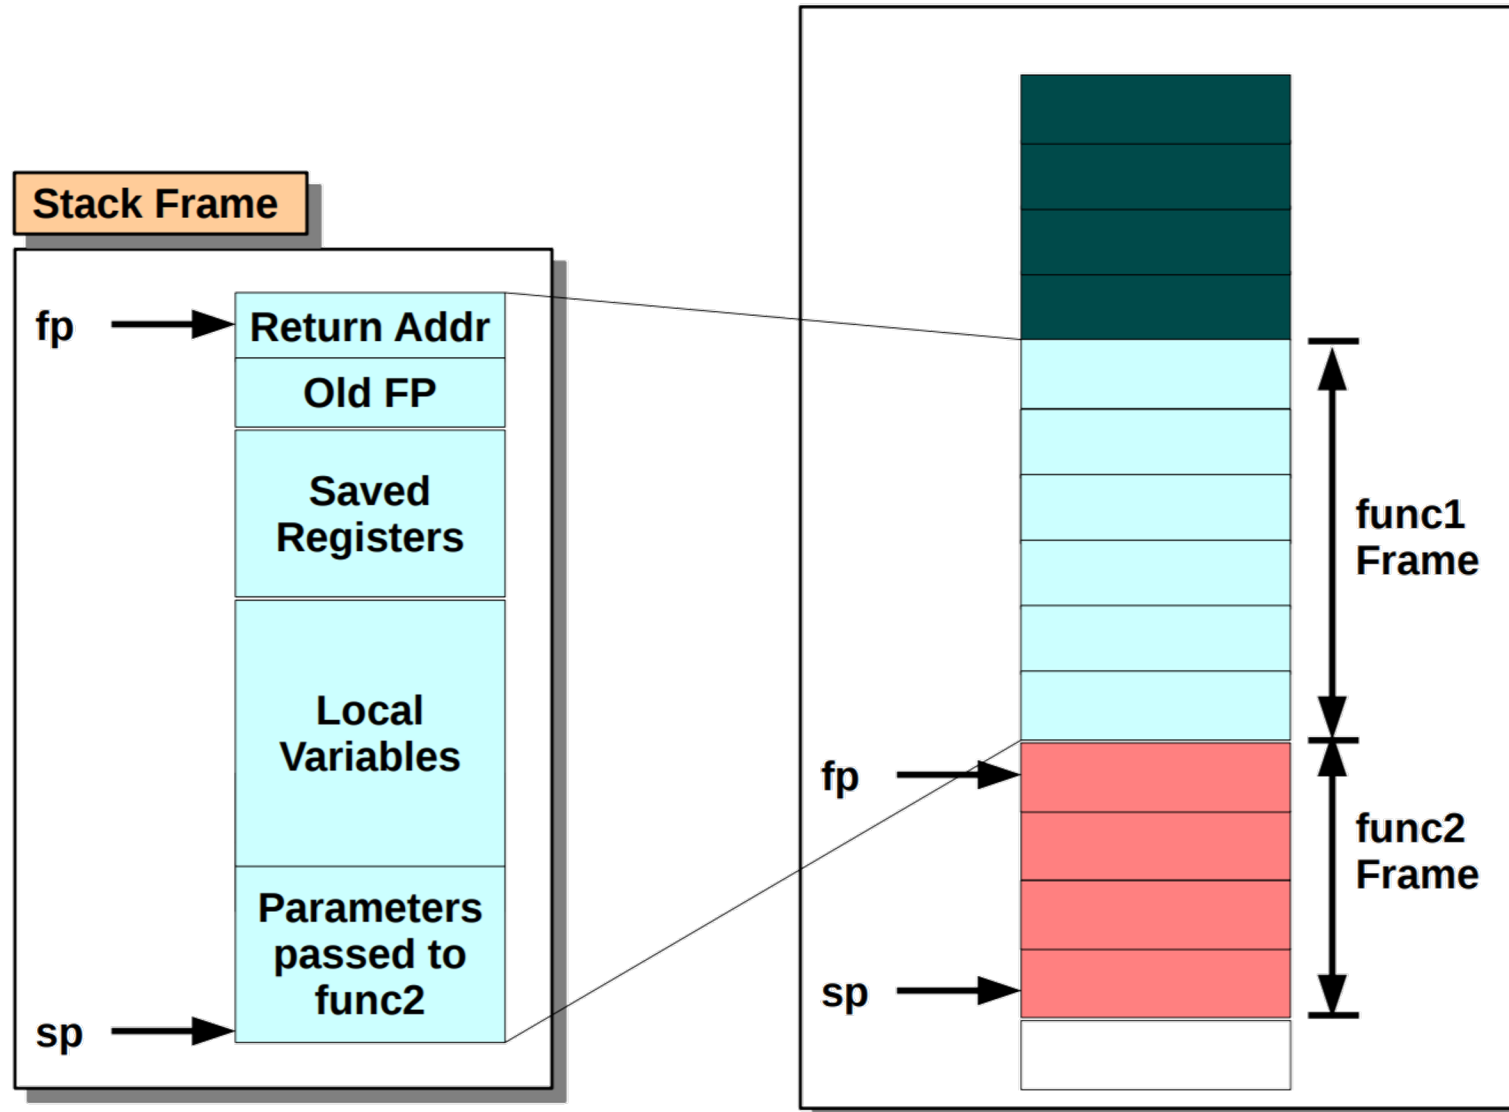 Stack Frame
fp
Return Addr
Old FP
Saved
Registers
Local
Variables
Parameters
passed to
func2
sp
func1
Frame
fp
func2
Frame
sp